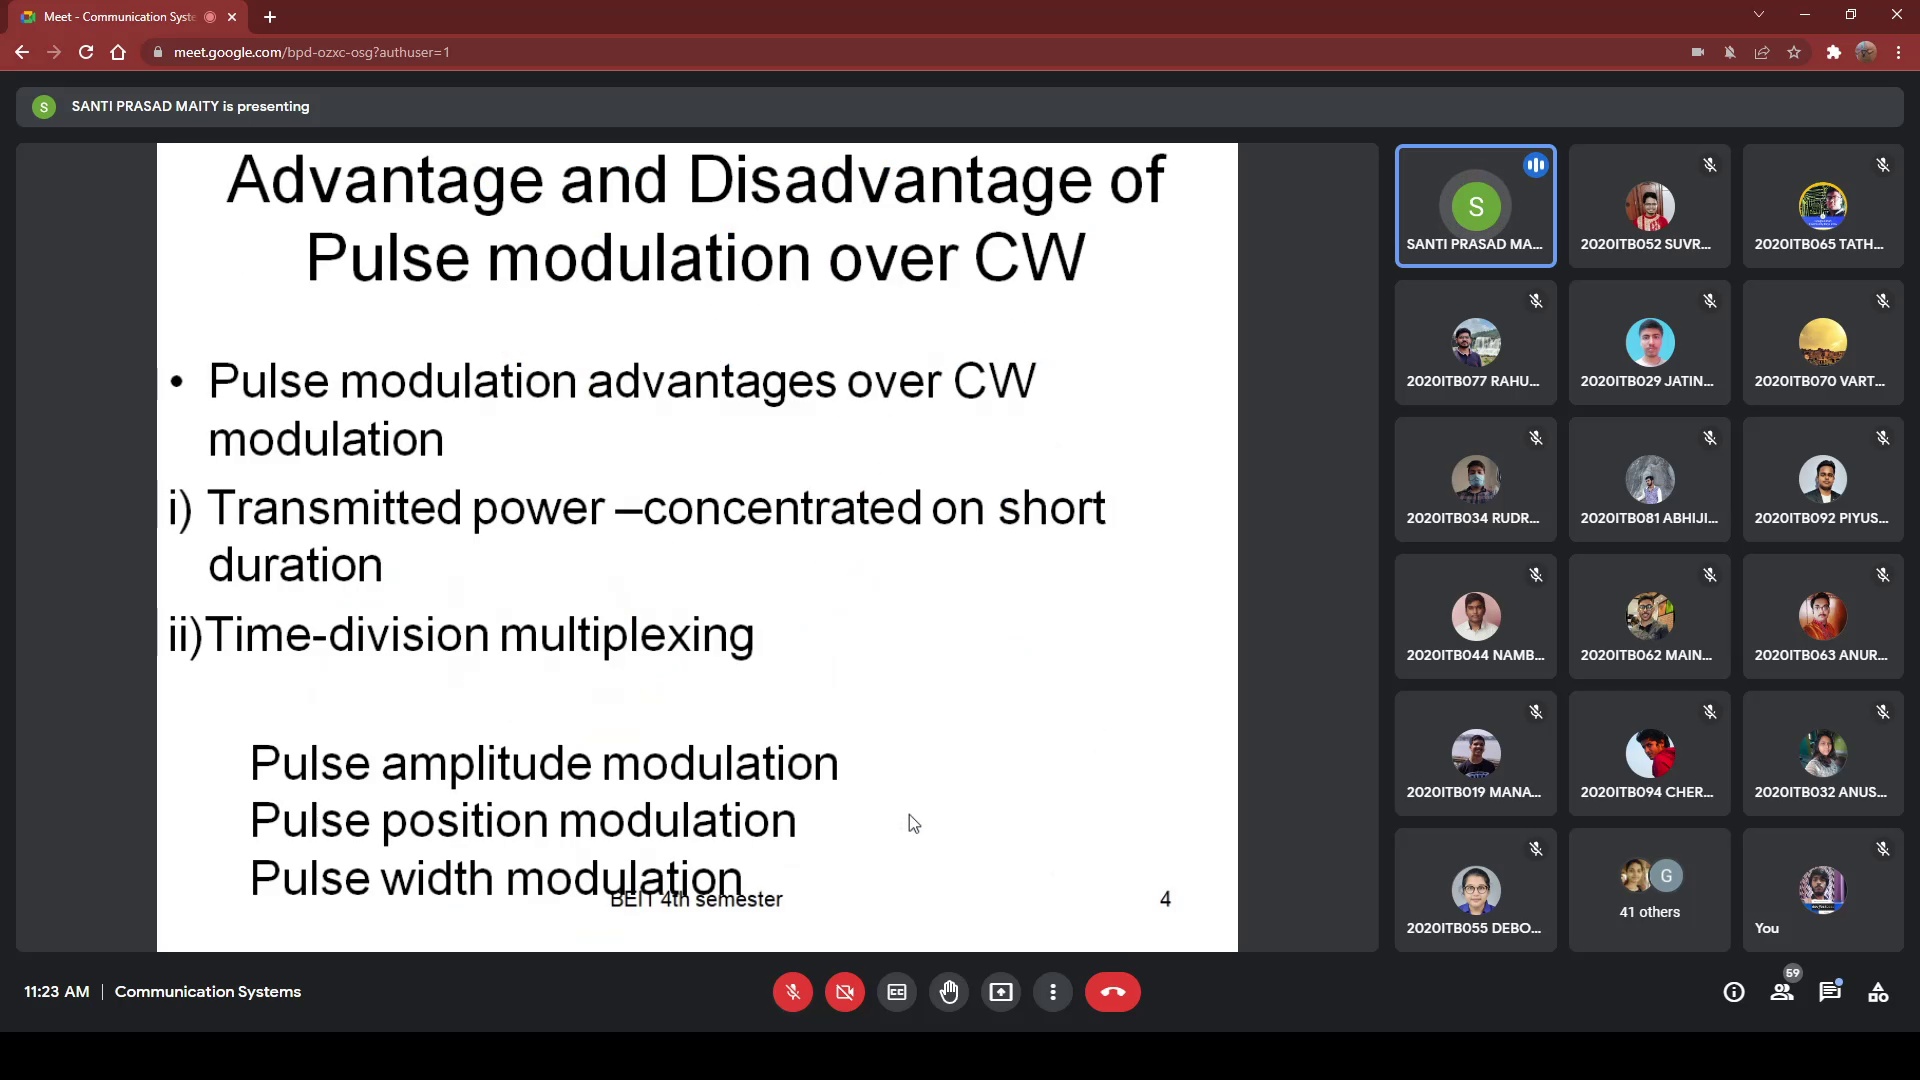 Meet - Communication Syste
meet.google.com/bpd-ozxc-osg?authuser=1
S SANTI PRASAD MAITY is presenting
Advantage and Disadvantage of
Pulse modulation over CW
• Pulse modulation advantages over CW
modulation
i) Transmitted power –concentrated on short
duration
ii)Time-division multiplexing
Pulse amplitude modulation
Pulse position modulation
Pulse width modulation
BEIT 4th semester
4
S
SANTI PRASAD MA...
2020ITB052 SUVR...
2020ITB065 TATH...
2020ITB077 RAHU...
2020ITB029 JATIN...
2020ITB070 VART...
2020ITB034 RUDR...
2020ITB081 ABHIJI...
2020ITB092 PIYUS...
2020ITB044 NAMB...
2020ITB062 MAIN...
2020ITB063 ANUR...
2020ITB019 MANA...
2020ITB094 CHER...
2020ITB032 ANUS...
2020ITB055 DEBO...
G
41 others
You
11:23 AM | Communication Systems
59